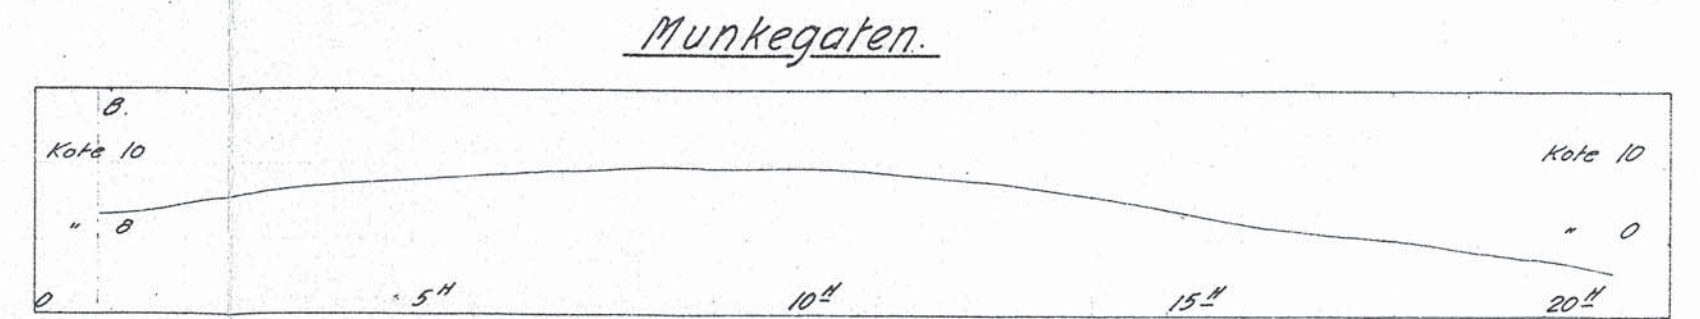 Munkegaten.
B.
Kote 10 Kote 10
" 8 " 0
0 5H 10H 15H 20H